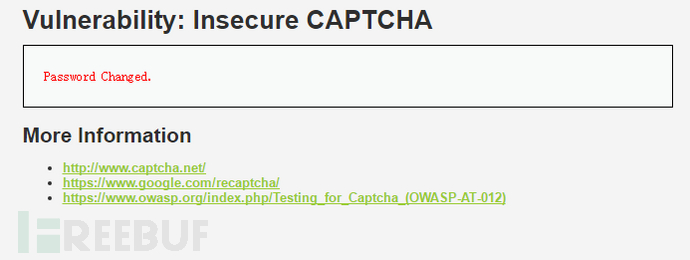 Vulnerability: Insecure CAPTCHA
Password Changed.
More Information
http://www.captcha.net/
https://www.google.com/recaptcha/
https://www.owasp.org/index.php/Testing_for_Captcha_(OWASP-AT-012)
FREEBUF